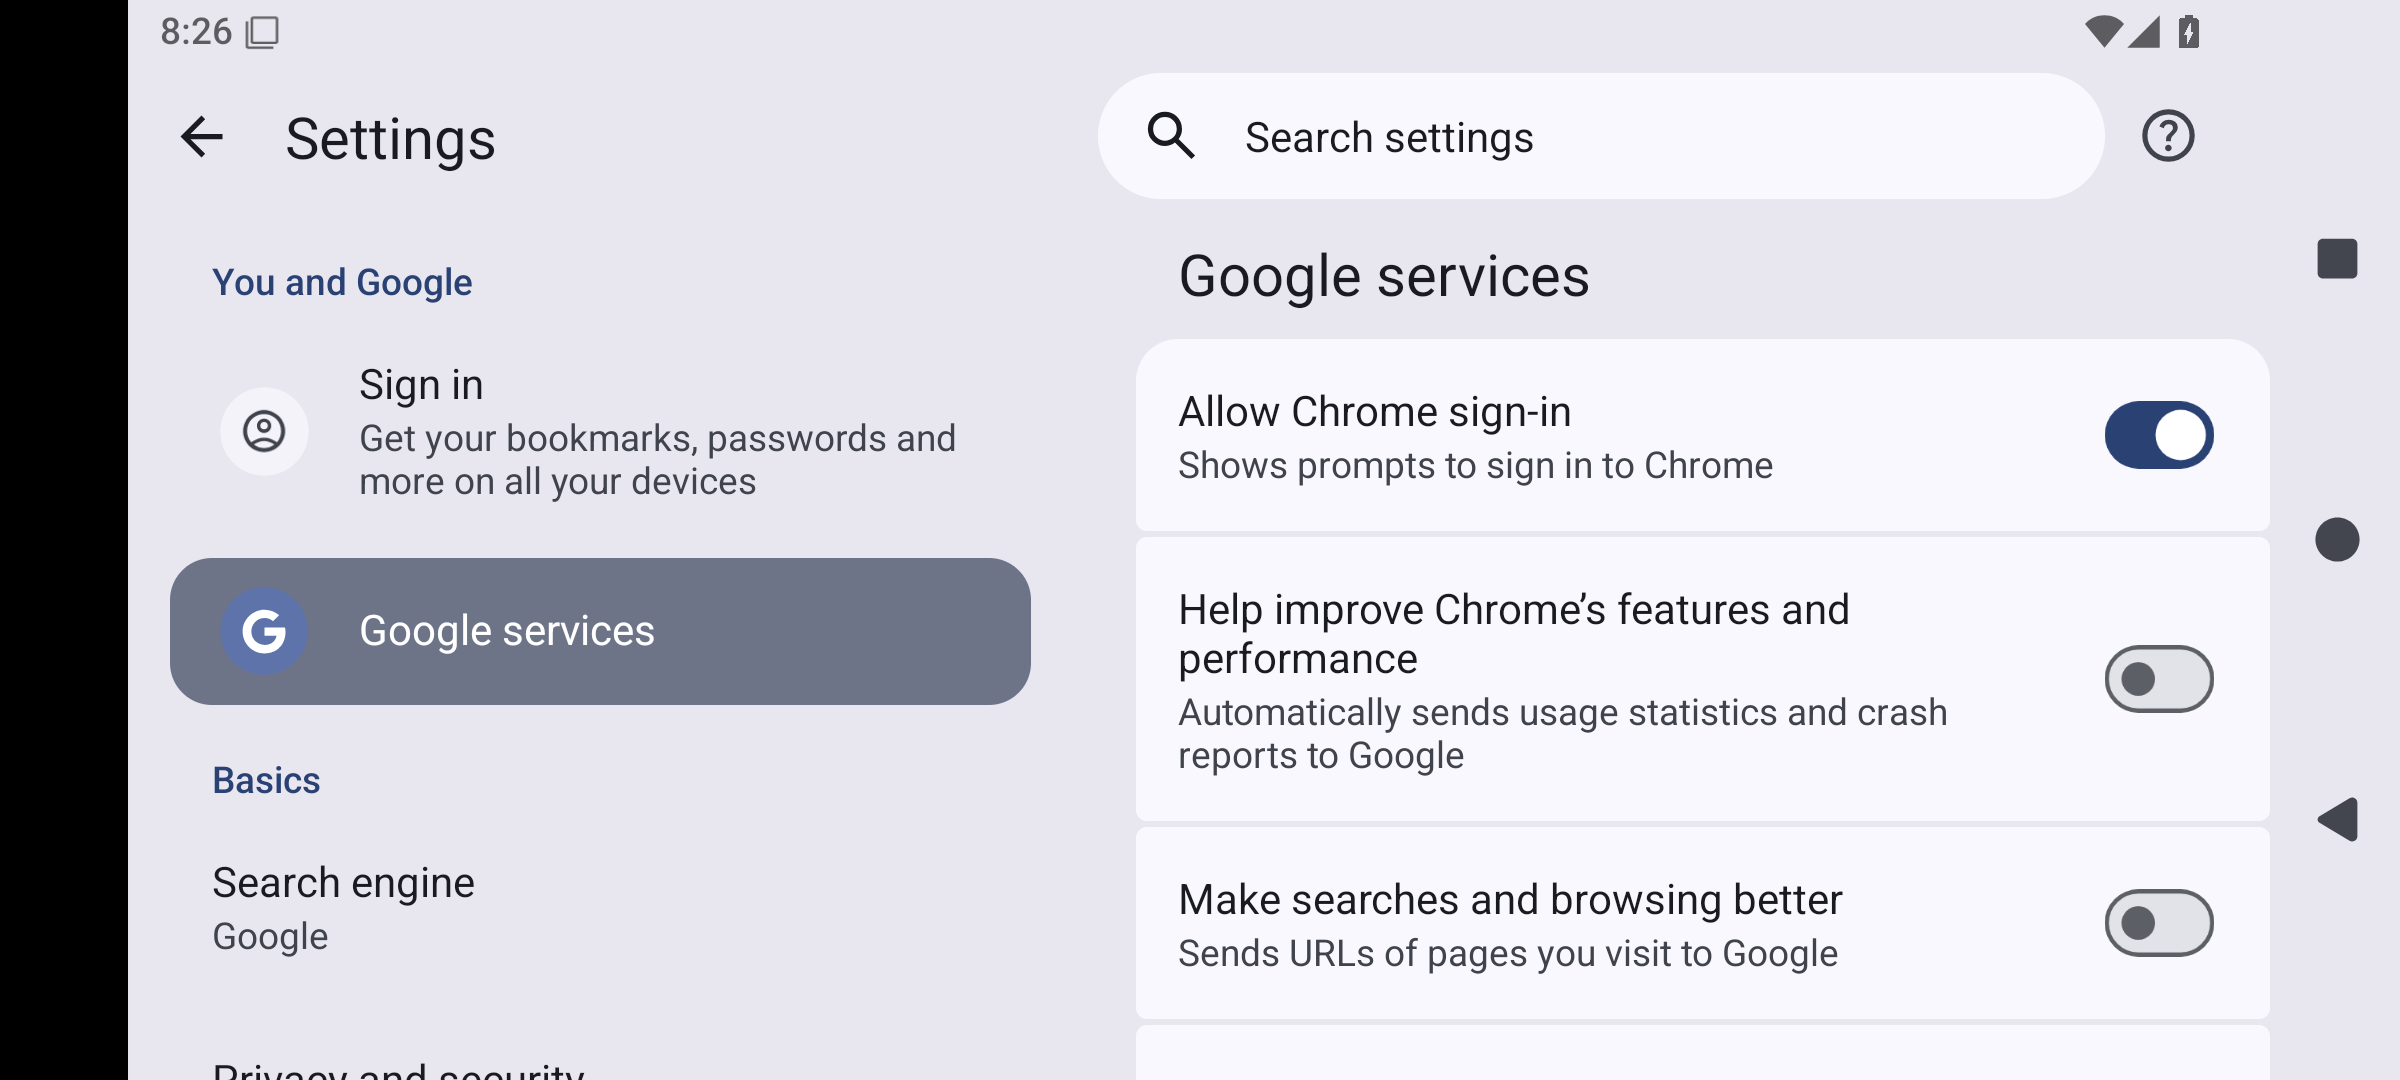 8:26
Settings
Search settings
You and Google
Sign in
Get your bookmarks, passwords and
more on all your devices
Google services
Basics
Search engine
Google
Privacy and security
Google services
Allow Chrome sign-in
Shows prompts to sign in to Chrome
Help improve Chrome’s features and
performance
Automatically sends usage statistics and crash
reports to Google
Make searches and browsing better
Sends URLs of pages you visit to Google